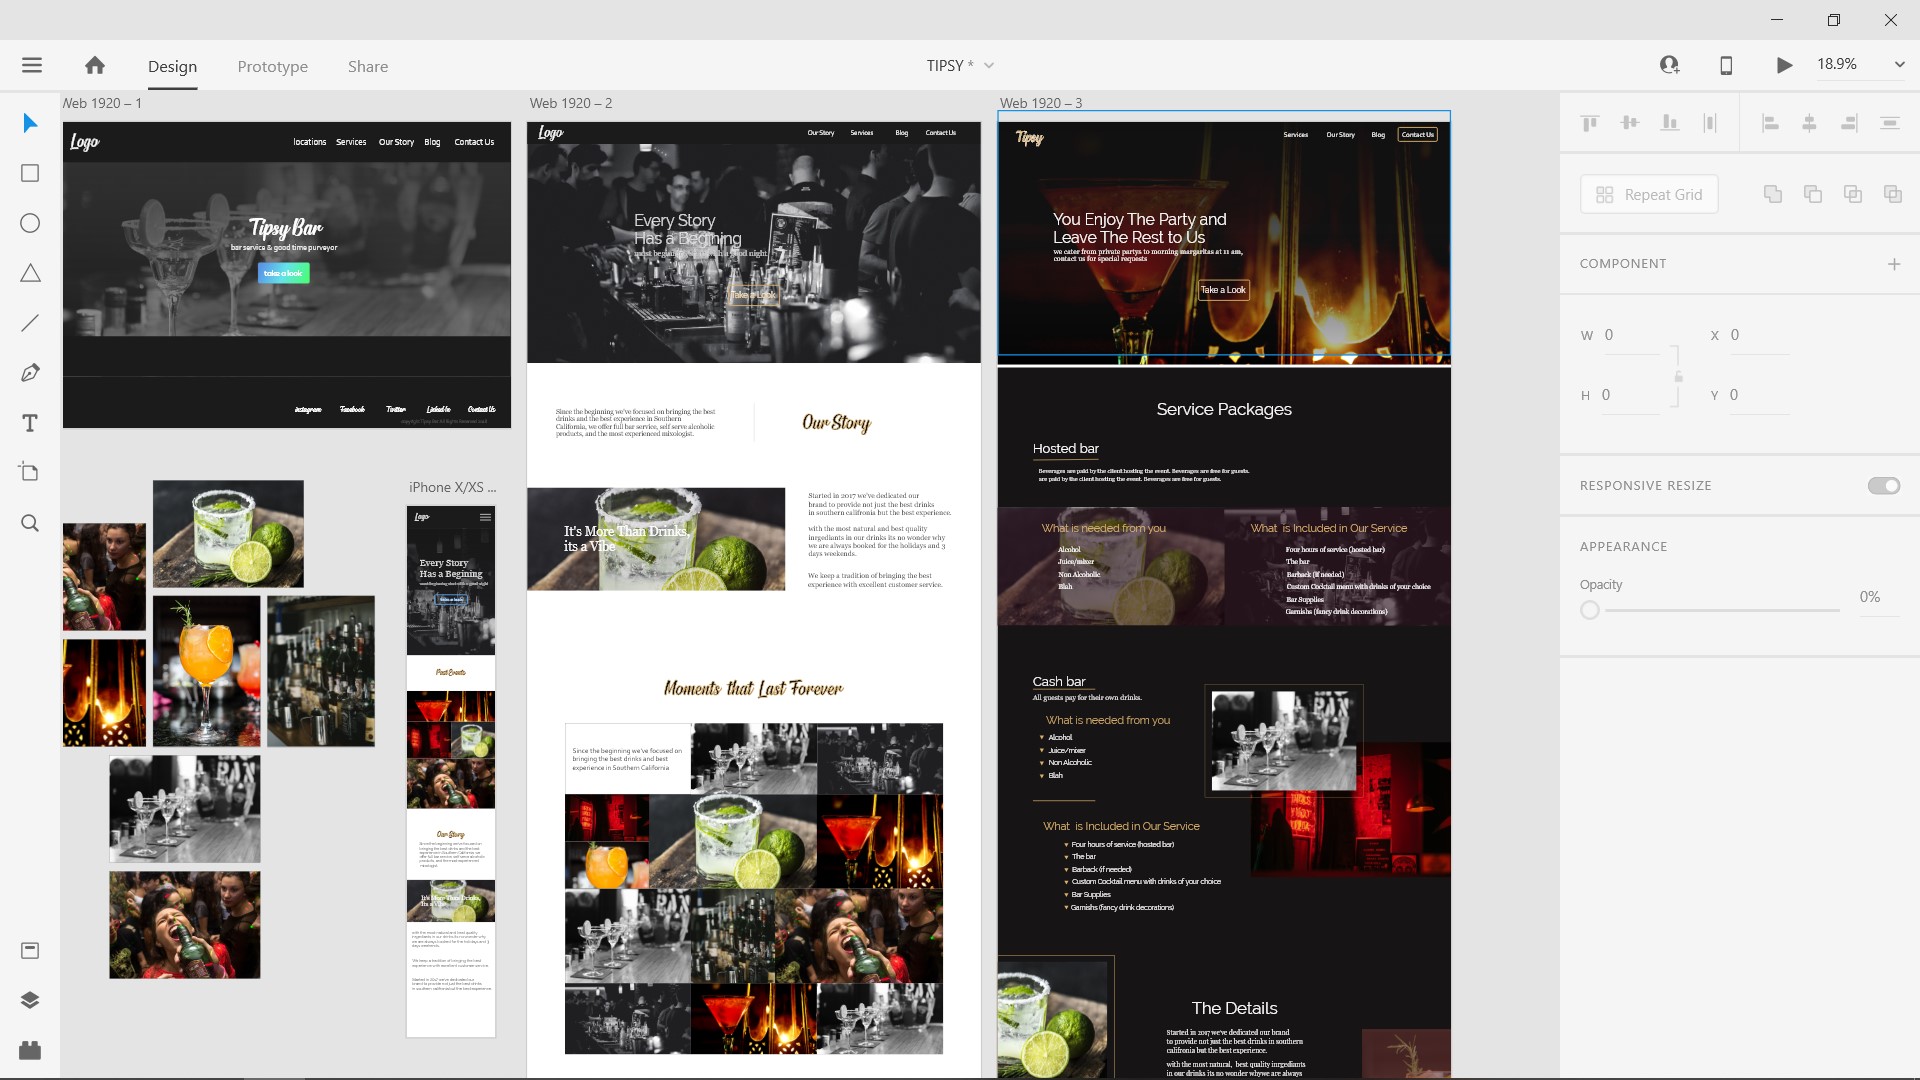 Design
Prototype
Share
TIPSY *
18.9%
Web 1920 – 1
Logo
locations Services Our Story Blog Contact Us
Tipsy Bar
bar service & good time purveyor
take a look
instagram Facebook Twitter Linked In Contact Us
iPhone X/XS ...
Logo
Every Story
Has a Begining
Past Events
Our Story
It's More Than Drinks,
its a Vibe
Web 1920 – 2
Logo
Our Story Services Blog Contact Us
Every Story
Has a Begining
Take a Look
Since the beginning we've focused on bringing the best
drinks and the best experience in Southern
California, we offer full bar service, self serve alcoholic
products, and the most experienced mixologist.
Our Story
It's More Than Drinks,
its a Vibe
Started in 2017 we've dedicated our
brand to provide not just the best drinks
in southern califronia but the best experience.
with the most natural and best quality
inrgediants in our drinks its no wonder why
we are always booked for the holidays and 3
days weekends.
We keep a tradition of bringing the best
experience with excellent customer service.
Moments that Last Forever
Since the beginning we've focused on
bringing the best drinks and best
experience in Southern California
Web 1920 – 3
Tipsy
Services Our Story Blog Contact Us
You Enjoy The Party and
Leave The Rest to Us
we cater from private partys to morning margaritas at 11 am,
contact us for special requests
Take a Look
Service Packages
Hosted bar
Beverages are paid by the client hosting the event. Beverages are free for guests.
are paid by the client hosting the event. Beverages are free for guests.
What is needed from you
Alcohol
Juice/mixer
Non Alcoholic
Blah
What is Included in Our Service
Four hours of service (hosted bar)
The bar
Barback (if needed)
Custom Cocktail menu with drinks of your choice
Bar Supplies
Garnishs (fancy drink decorations)
Cash bar
All guests pay for their own drinks.
What is needed from you
Alcohol
Juice/mixer
Non Alcoholic
Blah
What is Included in Our Service
Four hours of service (hosted bar)
The bar
Barback (if needed)
Custom Cocktail menu with drinks of your choice
Bar Supplies
Garnishs (fancy drink decorations)
The Details
Started in 2017 we've dedicated our brand
to provide not just the best drinks in southern
califronia but the best experience.
with the most natural, best quality inrgediants
in our drinks its no wonder whywe are always
Repeat Grid
COMPONENT
W 0 X 0
H 0 Y 0
RESPONSIVE RESIZE
APPEARANCE
Opacity
0%